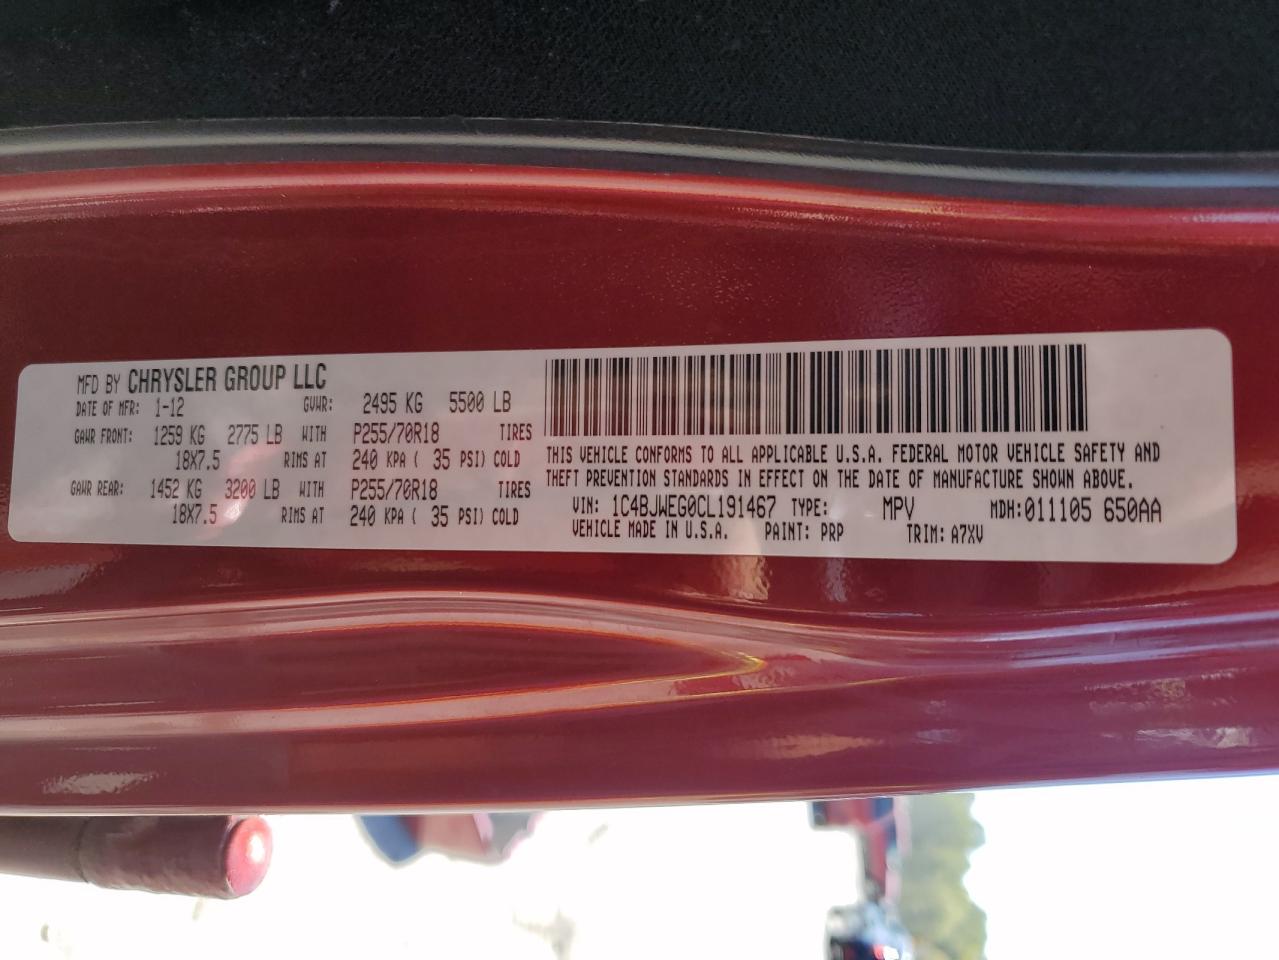 MFD BY CHRYSLER GROUP LLC
DATE OF MFR: 1-12 GVWR: 2495 KG 5500 LB
GAWR FRONT: 1259 KG 2775 LB WITH P255/70R18 TIRES
18X7.5 RIMS AT 240 KPA ( 35 PSI) COLD
GAWR REAR: 1452 KG 3200 LB WITH P255/70R18 TIRES
18X7.5 RIMS AT 240 KPA ( 35 PSI) COLD
THIS VEHICLE CONFORMS TO ALL APPLICABLE U.S.A. FEDERAL MOTOR VEHICLE SAFETY AND
THEFT PREVENTION STANDARDS IN EFFECT ON THE DATE OF MANUFACTURE SHOWN ABOVE.
VIN: 1C4BJWEG0CL191467 TYPE: MPV MDH:011105 650AA
VEHICLE MADE IN U.S.A. PAINT: PRP TRIM: A7XV